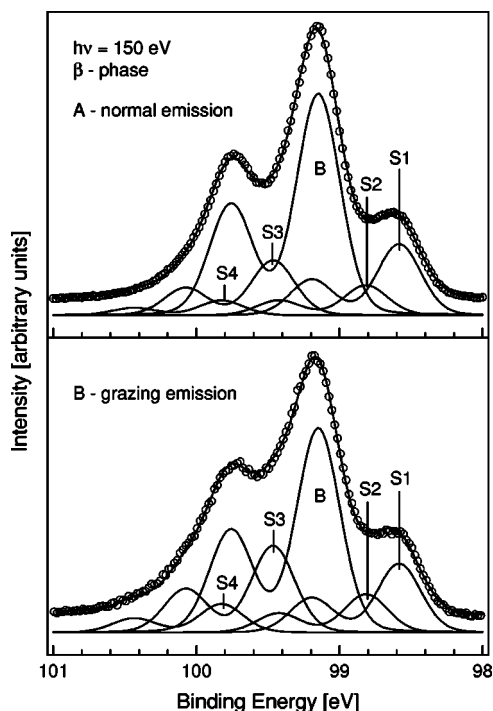 hν = 150 eV
β - phase
A - normal emission
B
S1
S2
S3
S4
B - grazing emission
B
S1
S2
S3
S4
Intensity [arbitrary units]
101 100 99 98
Binding Energy [eV]